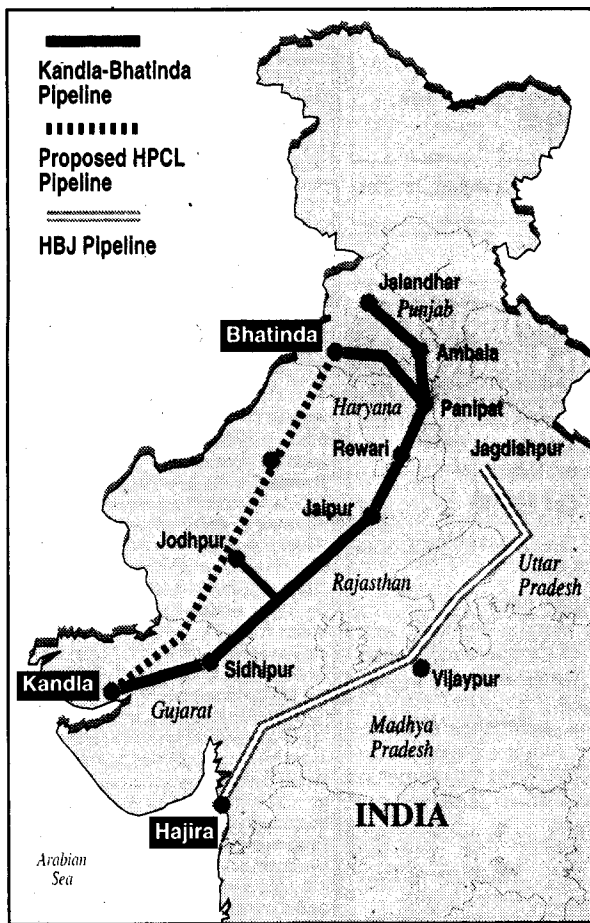 Kandla-Bhatinda
Pipeline
Proposed HPCL
Pipeline
HBJ Pipeline
Jalandhar
Punjab
Bhatinda
Ambala
Haryana
Panipat
Rewari
Jagdishpur
Jaipur
Jodhpur
Uttar
Pradesh
Rajasthan
Sidhipur
Vijaypur
Kandla
Gujarat
Madhya
Pradesh
INDIA
Hajira
Arabian
Sea